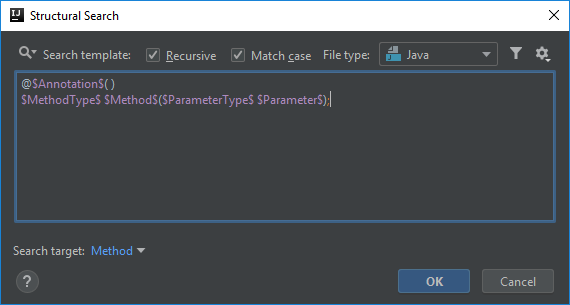 IJ Structural Search
Search template: Recursive Match case File type: Java
@$Annotation$( )
$MethodType$ $Method$($ParameterType$ $Parameter$);
Search target: Method
? OK Cancel